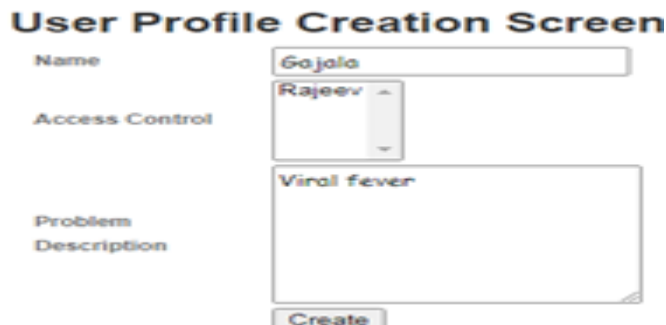 User Profile Creation Screen
Name
Gajala
Access Control
Rajeev
Problem
Description
Viral fever
Create